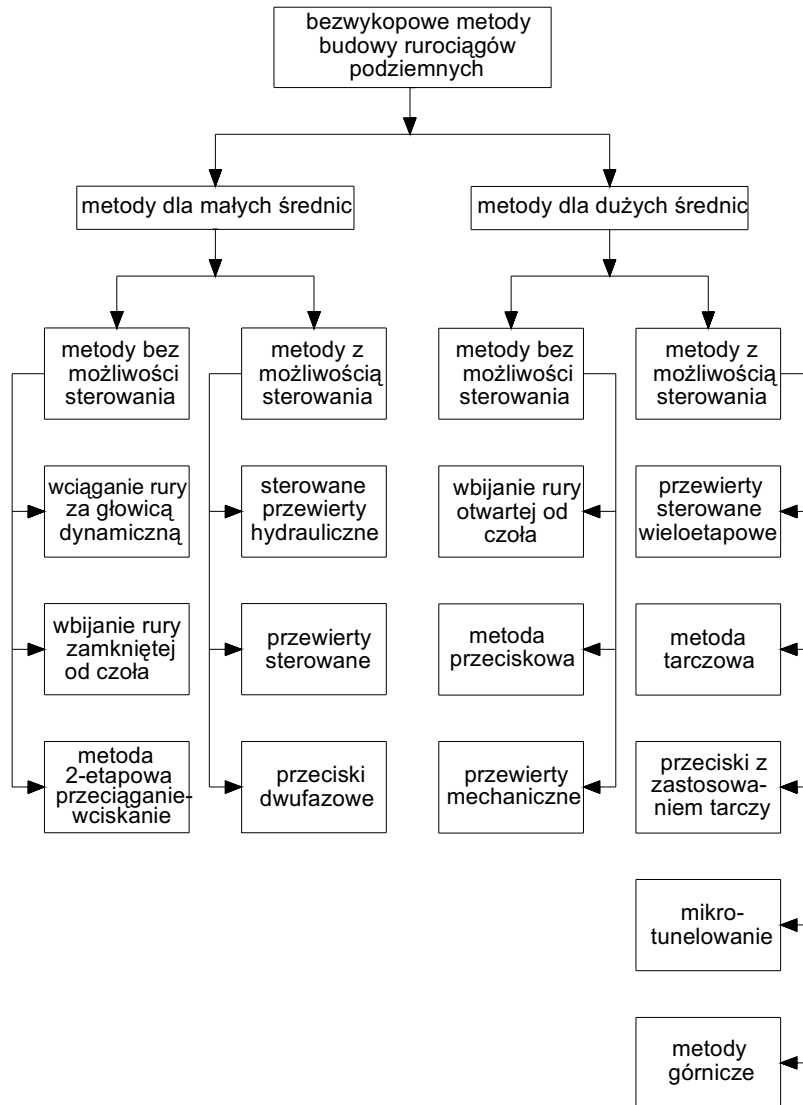 bezwykopowe metody
budowy rurociągów
podziemnych
metody dla małych średnic
metody dla dużych średnic
metody bez
możliwości
sterowania
metody z
możliwością
sterowania
metody bez
możliwości
sterowania
metody z
możliwością
sterowania
wciąganie rury
za głowicą
dynamiczną
sterowane
przewierty
hydrauliczne
wbijanie rury
otwartej od
czoła
przewierty
sterowane
wieloetapowe
wbijanie rury
zamkniętej
od czoła
przewierty
sterowane
metoda
przeciskowa
metoda
tarczowa
metoda
2-etapowa
przeciąganie-
wciskanie
przeciski
dwufazowe
przewierty
mechaniczne
przeciski z
zastosowa-
niem tarczy
mikro-
tunelowanie
metody
górnicze